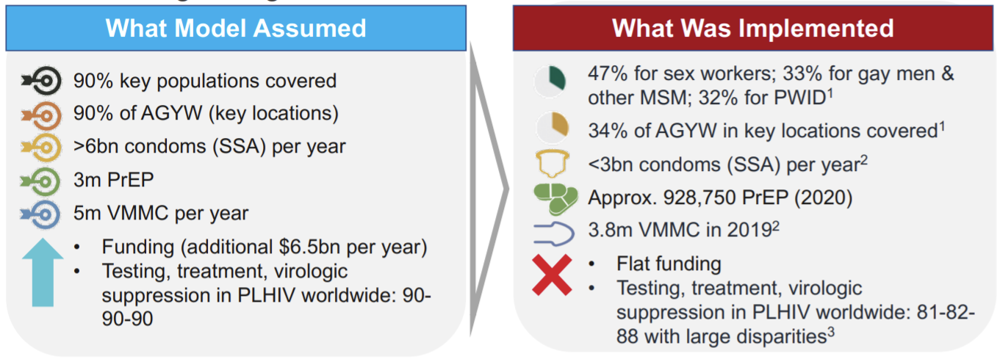 What Model Assumed
90% key populations covered
90% of AGYW (key locations)
>6bn condoms (SSA) per year
3m PrEP
5m VMMC per year
• Funding (additional $6.5bn per year)
• Testing, treatment, virologic
suppression in PLHIV worldwide: 90-
90-90
What Was Implemented
47% for sex workers; 33% for gay men &
other MSM; 32% for PWID¹
34% of AGYW in key locations covered¹
<3bn condoms (SSA) per year²
Approx. 928,750 PrEP (2020)
3.8m VMMC in 2019²
• Flat funding
• Testing, treatment, virologic
suppression in PLHIV worldwide: 81-82-
88 with large disparities³